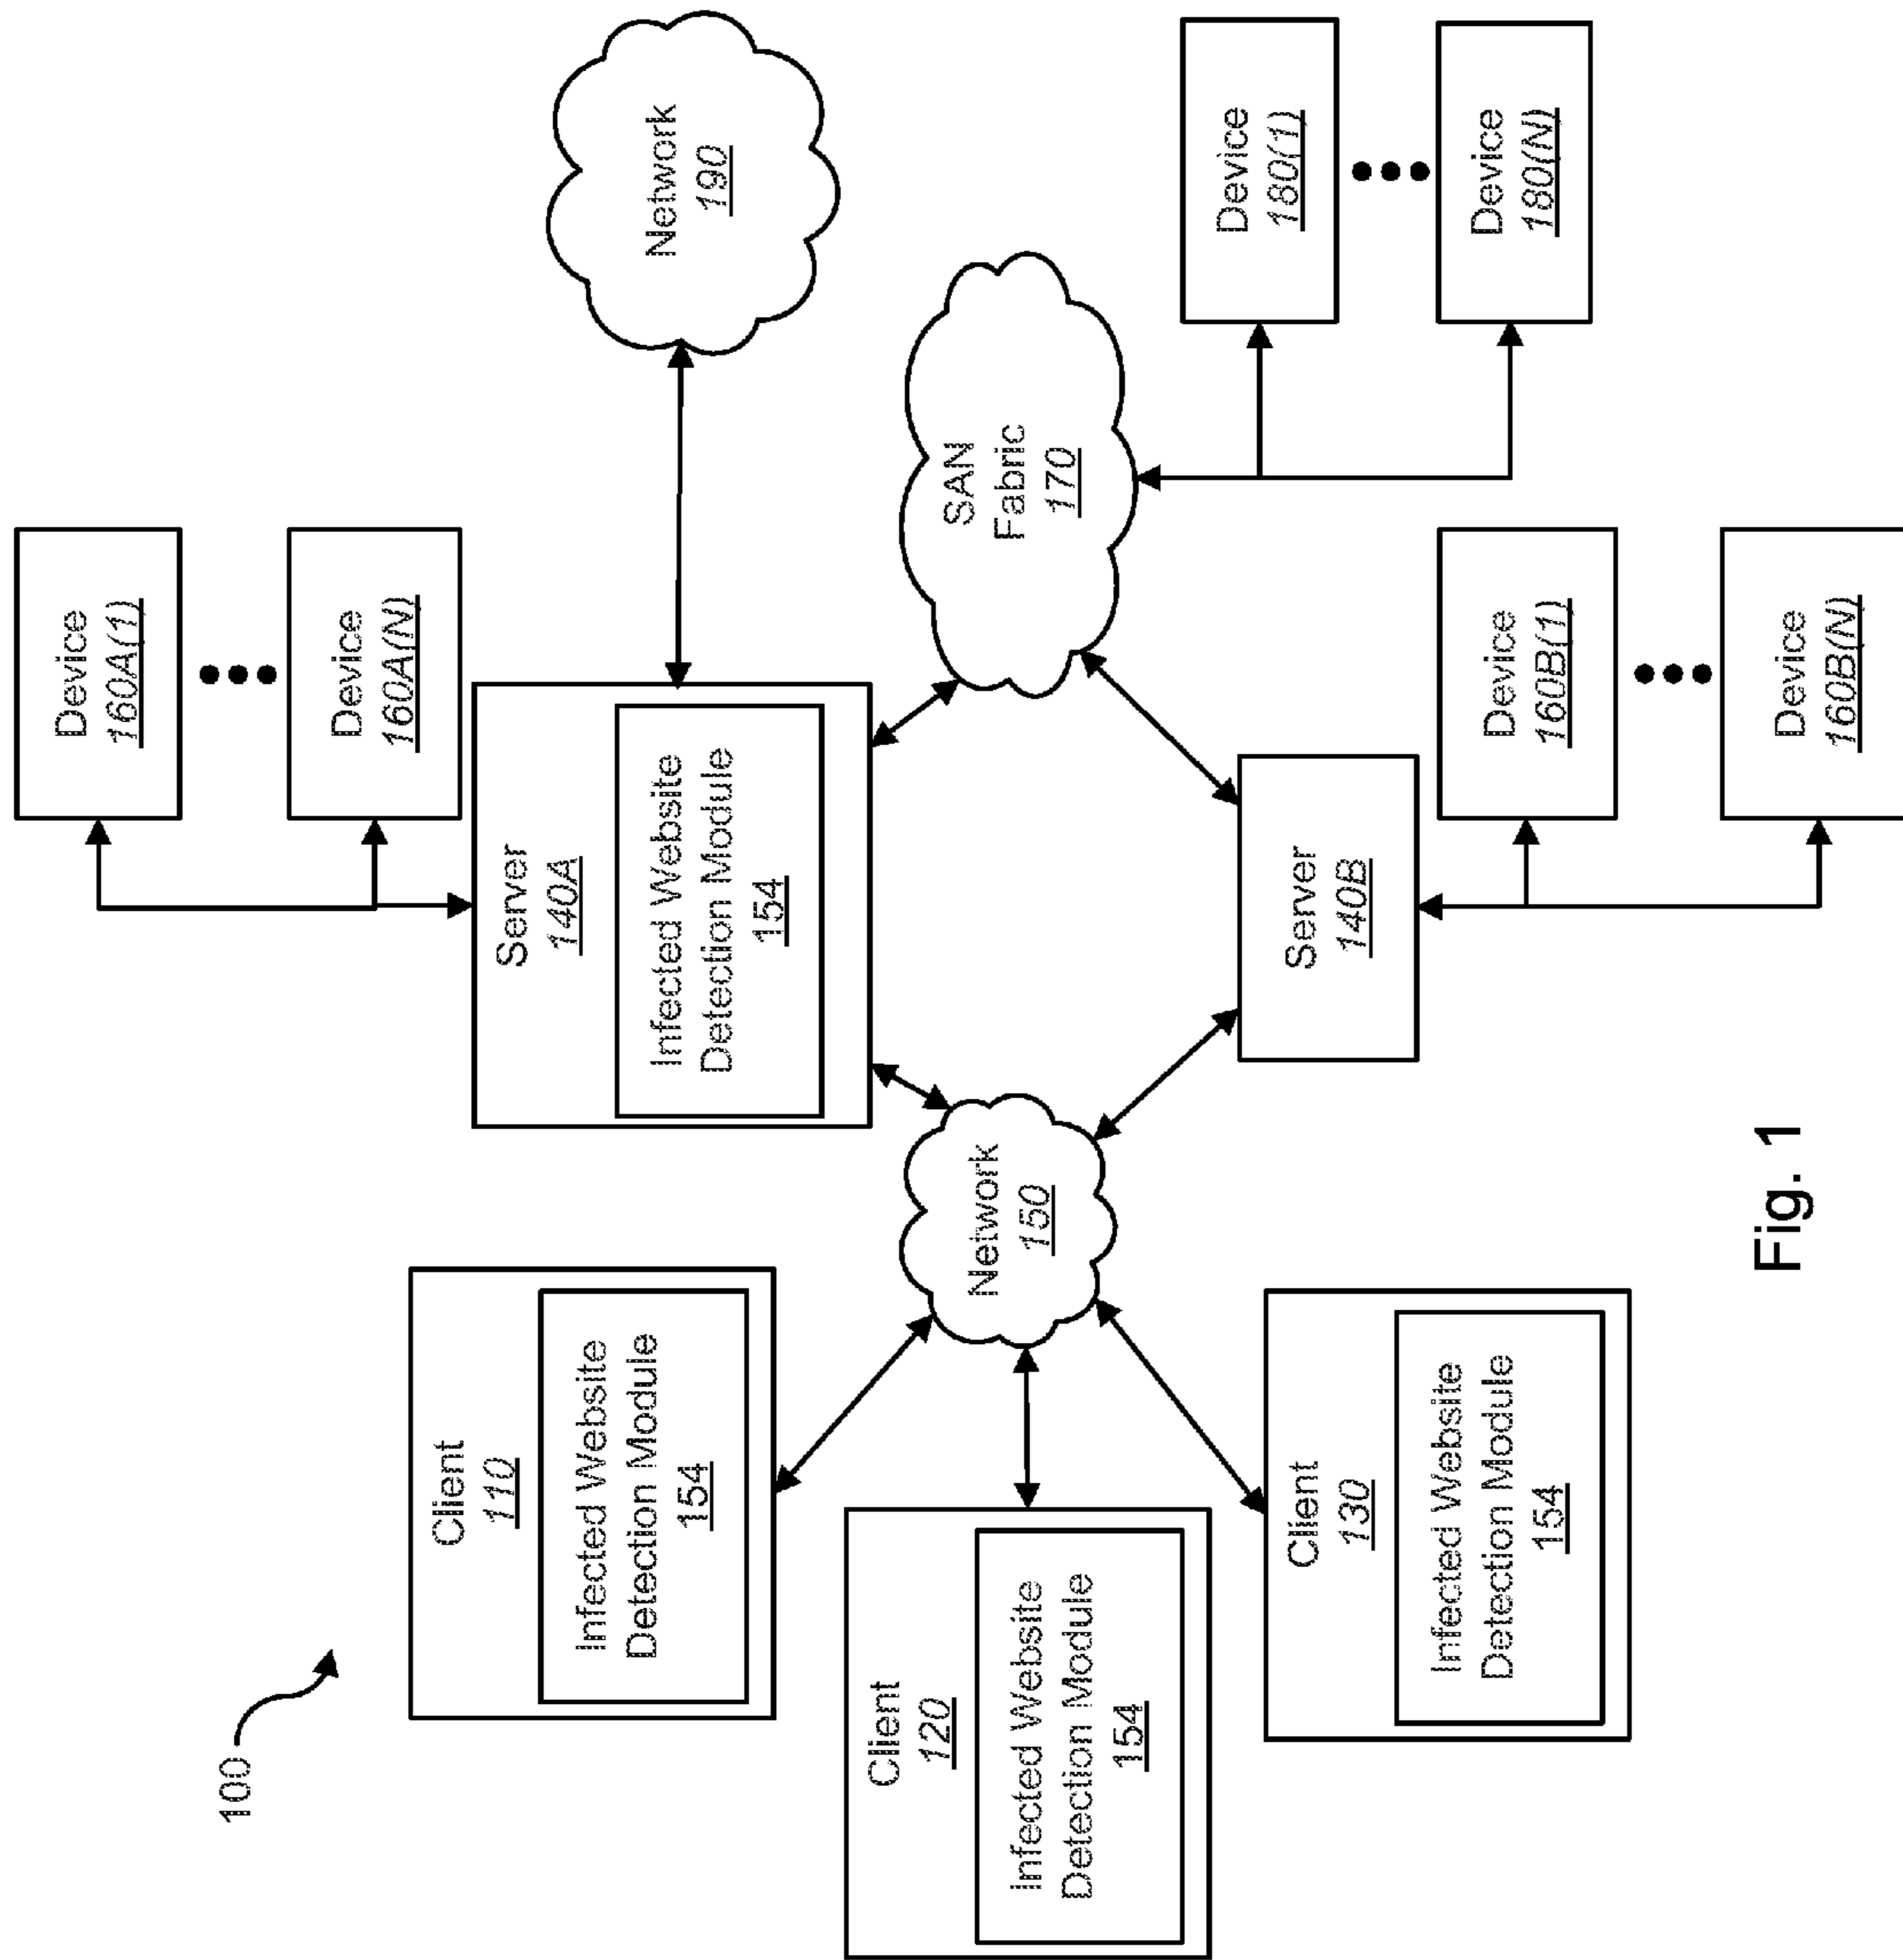 100
Client
110
Infected Website
Detection Module
154
Client
120
Infected Website
Detection Module
154
Client
130
Infected Website
Detection Module
154
Network
150
Server
140A
Infected Website
Detection Module
154
Server
140B
Device
160A(1)
Device
160A(N)
Device
160B(1)
Device
160B(N)
SAN
Fabric
170
Network
190
Device
180(1)
Device
180(N)
Fig. 1